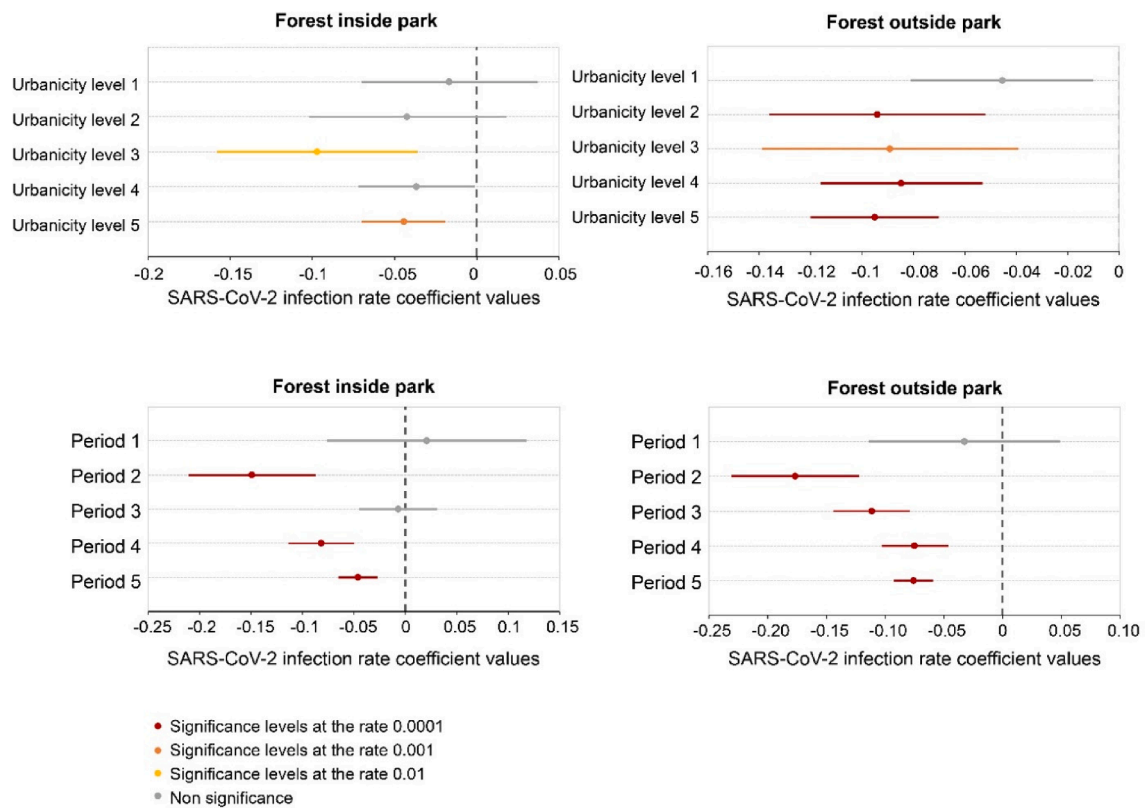 Forest inside park
Urbanicity level 1
Urbanicity level 2
Urbanicity level 3
Urbanicity level 4
Urbanicity level 5
-0.2 -0.15 -0.1 -0.05 0 0.05
SARS-CoV-2 infection rate coefficient values
Forest outside park
Urbanicity level 1
Urbanicity level 2
Urbanicity level 3
Urbanicity level 4
Urbanicity level 5
-0.16 -0.14 -0.12 -0.1 -0.08 -0.06 -0.04 -0.02 0
SARS-CoV-2 infection rate coefficient values
Forest inside park
Period 1
Period 2
Period 3
Period 4
Period 5
-0.25 -0.20 -0.15 -0.1 -0.05 0 0.05 0.1 0.15
SARS-CoV-2 infection rate coefficient values
Forest outside park
Period 1
Period 2
Period 3
Period 4
Period 5
-0.25 -0.20 -0.15 -0.10 -0.05 0 0.05 0.10
SARS-CoV-2 infection rate coefficient values
Significance levels at the rate 0.0001
Significance levels at the rate 0.001
Significance levels at the rate 0.01
Non significance